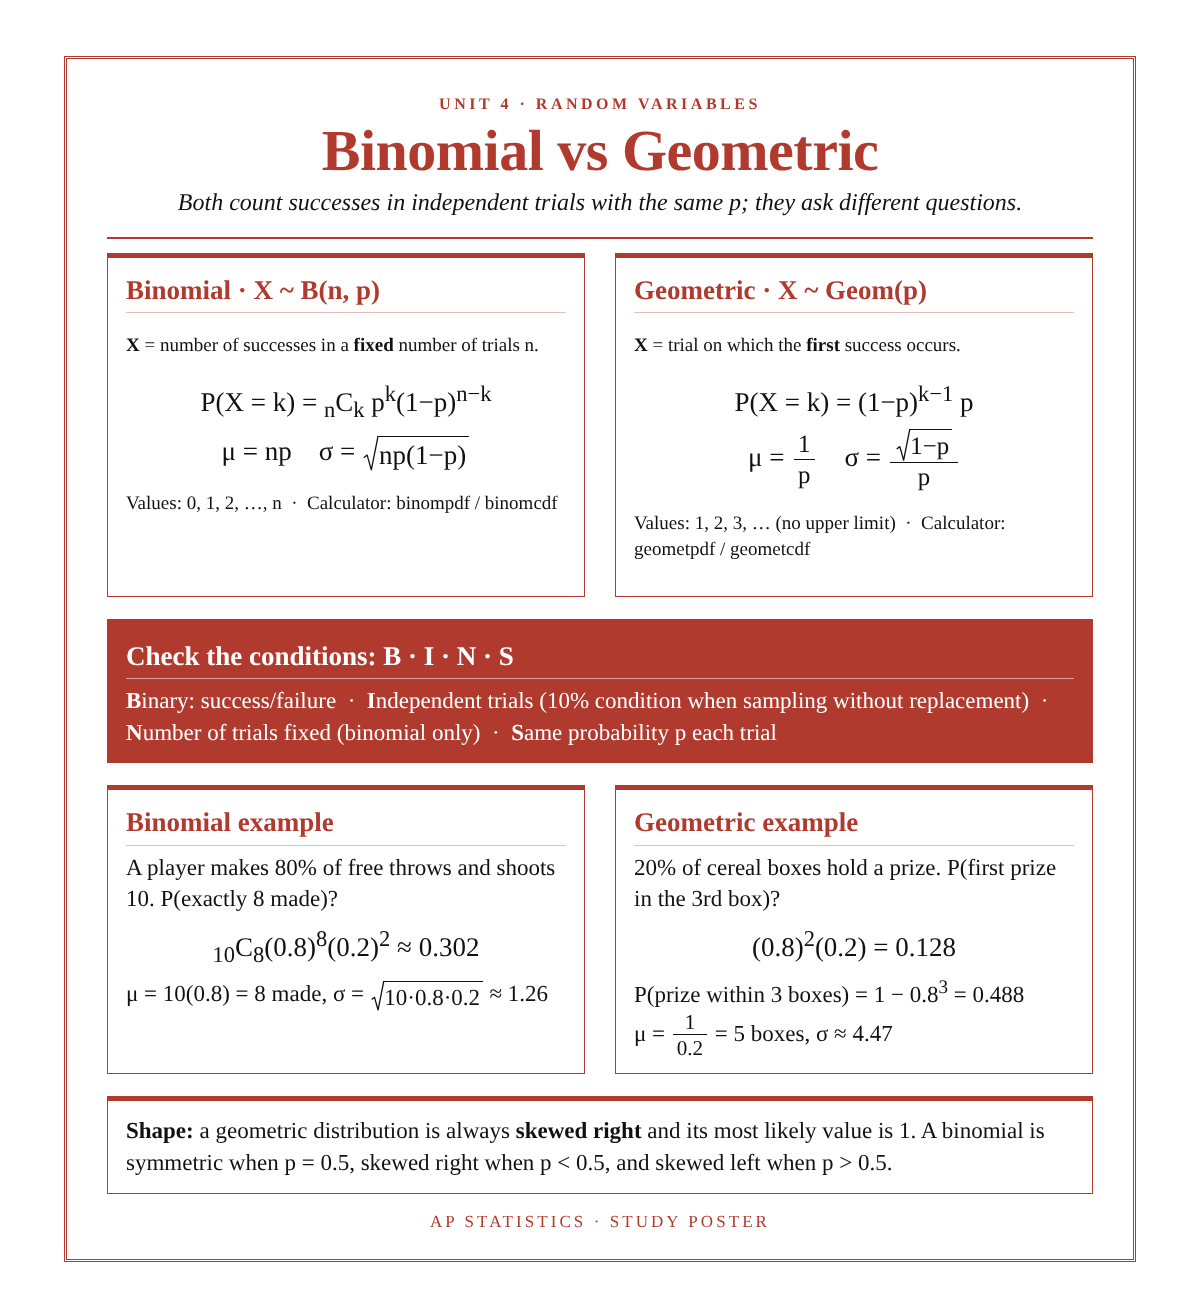 UNIT 4 · RANDOM VARIABLES
Binomial vs Geometric
Both count successes in independent trials with the same p; they ask different questions.
Binomial · X ~ B(n, p)
X = number of successes in a fixed number of trials n.
P(X = k) = ₙCₖ pᵏ(1−p)ⁿ⁻ᵏ
μ = np σ = √np(1−p)
Values: 0, 1, 2, …, n · Calculator: binompdf / binomcdf
Geometric · X ~ Geom(p)
X = trial on which the first success occurs.
P(X = k) = (1−p)ᵏ⁻¹ p
μ = 1/p σ = √1−p/p
Values: 1, 2, 3, … (no upper limit) · Calculator:
geometpdf / geometcdf
Check the conditions: B · I · N · S
Binary: success/failure · Independent trials (10% condition when sampling without replacement) ·
Number of trials fixed (binomial only) · Same probability p each trial
Binomial example
A player makes 80% of free throws and shoots
10. P(exactly 8 made)?
₁₀C₈(0.8)⁸(0.2)² ≈ 0.302
μ = 10(0.8) = 8 made, σ = √10·0.8·0.2 ≈ 1.26
Geometric example
20% of cereal boxes hold a prize. P(first prize
in the 3rd box)?
(0.8)²(0.2) = 0.128
P(prize within 3 boxes) = 1 − 0.8³ = 0.488
μ = 1/0.2 = 5 boxes, σ ≈ 4.47
Shape: a geometric distribution is always skewed right and its most likely value is 1. A binomial is
symmetric when p = 0.5, skewed right when p < 0.5, and skewed left when p > 0.5.
AP STATISTICS · STUDY POSTER